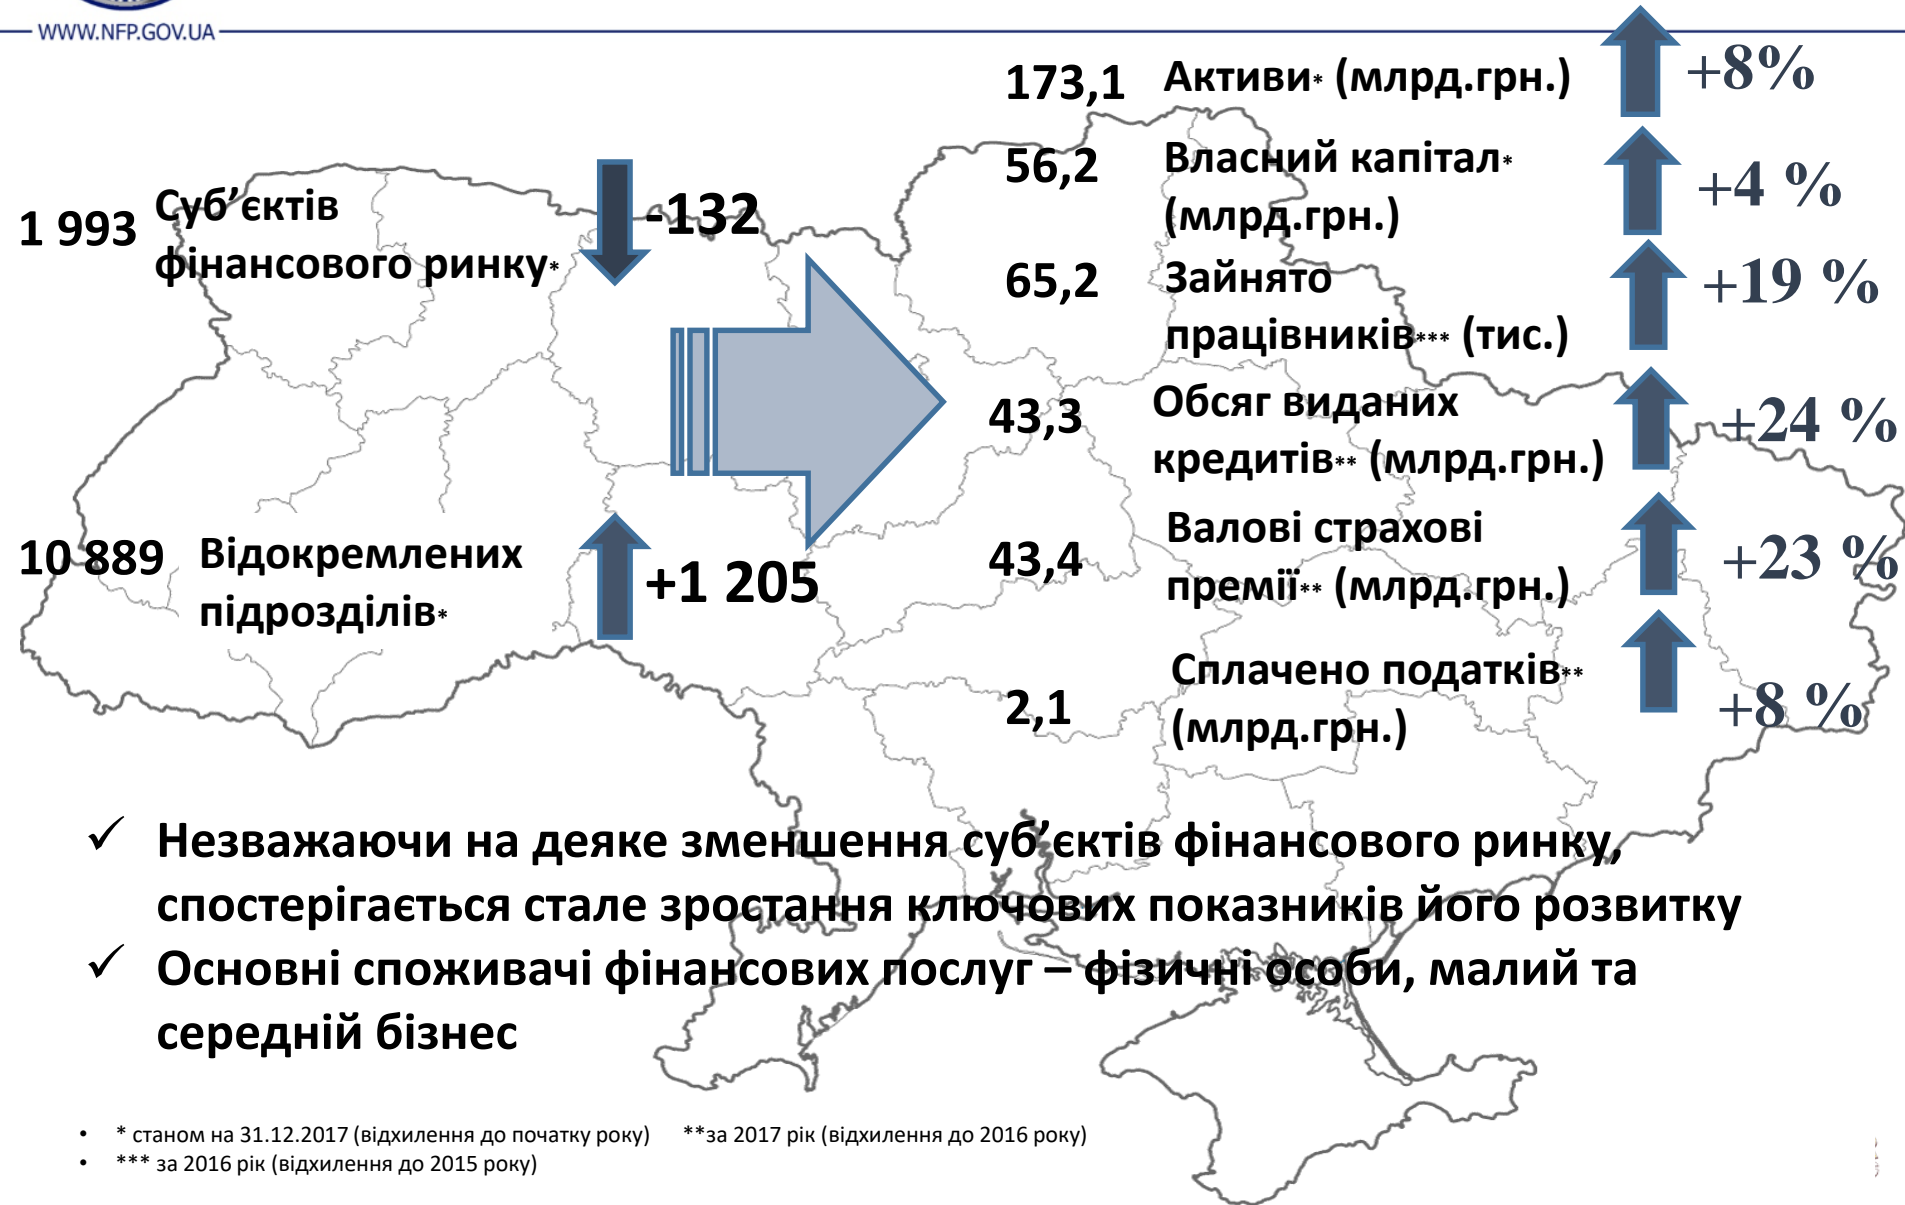 WWW.NFP.GOV.UA
1 993
Суб’єктів
фінансового ринку*
-132
10 889
Відокремлених
підрозділів*
+1 205
173,1
Активи* (млрд.грн.)
+8%
56,2
Власний капітал*
(млрд.грн.)
+4 %
65,2
Зайнято
працівників*** (тис.)
+19 %
43,3
Обсяг виданих
кредитів** (млрд.грн.)
+24 %
43,4
Валові страхові
премії** (млрд.грн.)
+23 %
2,1
Сплачено податків**
(млрд.грн.)
+8 %
✓ Незважаючи на деяке зменшення суб’єктів фінансового ринку,
спостерігається стале зростання ключових показників його розвитку
✓ Основні споживачі фінансових послуг – фізичні особи, малий та
середній бізнес
• * станом на 31.12.2017 (відхилення до початку року) **за 2017 рік (відхилення до 2016 року)
• *** за 2016 рік (відхилення до 2015 року)